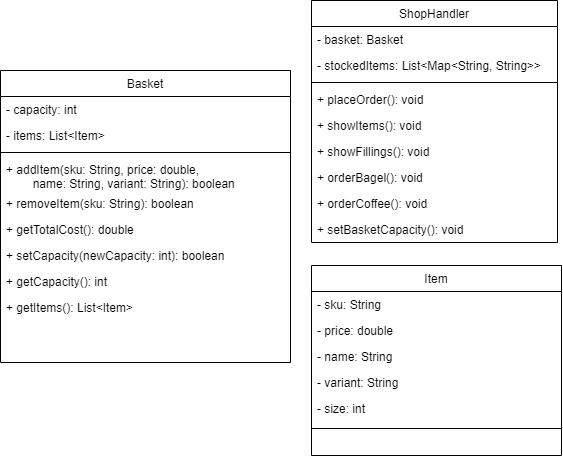 Basket
- capacity: int
- items: List<Item>
+ addItem(sku: String, price: double,
name: String, variant: String): boolean
+ removeItem(sku: String): boolean
+ getTotalCost(): double
+ setCapacity(newCapacity: int): boolean
+ getCapacity(): int
+ getItems(): List<Item>
ShopHandler
- basket: Basket
- stockedItems: List<Map<String, String>>
+ placeOrder(): void
+ showItems(): void
+ showFillings(): void
+ orderBagel(): void
+ orderCoffee(): void
+ setBasketCapacity(): void
Item
- sku: String
- price: double
- name: String
- variant: String
- size: int